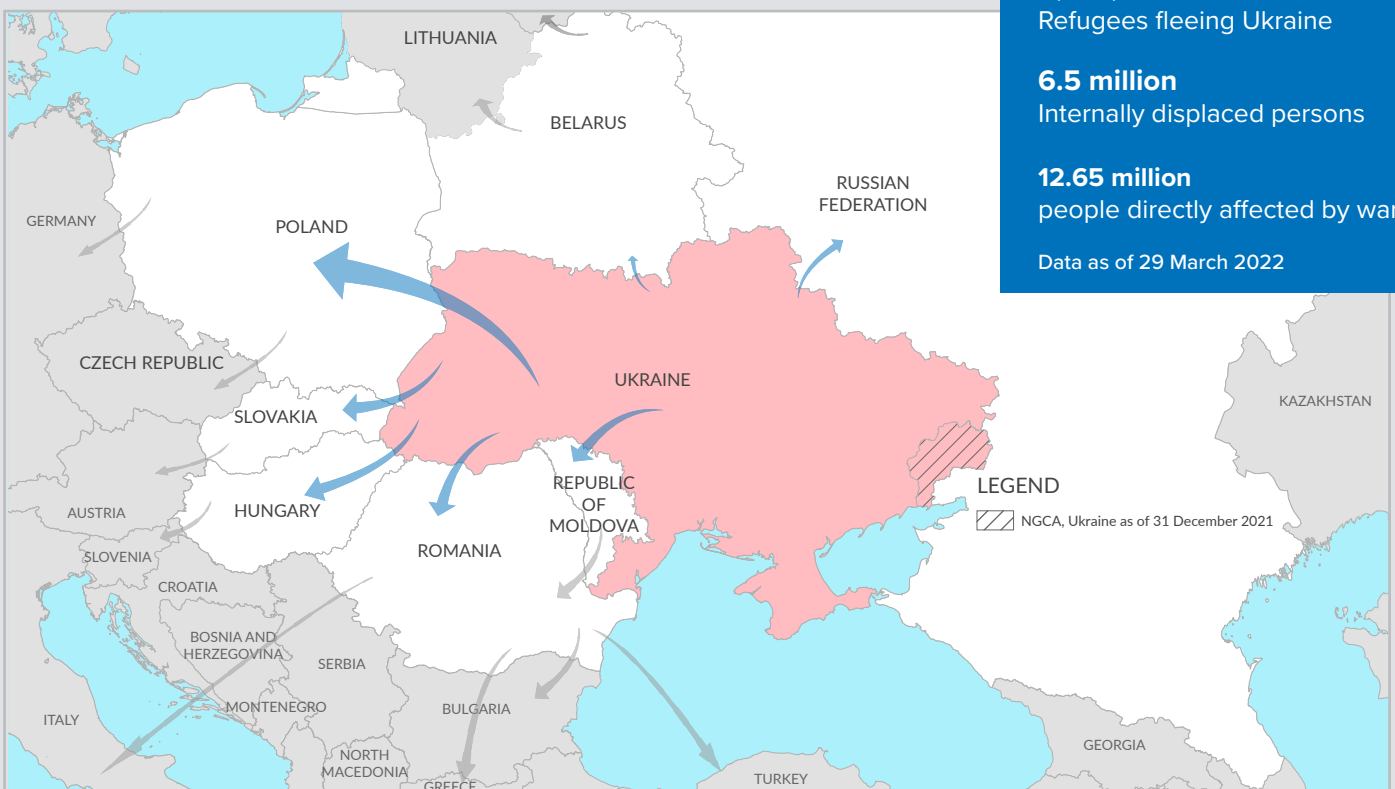 Refugees fleeing Ukraine
6.5 million
Internally displaced persons
12.65 million
people directly affected by war
Data as of 29 March 2022
LITHUANIA
BELARUS
RUSSIAN
FEDERATION
GERMANY
POLAND
CZECH REPUBLIC
UKRAINE
SLOVAKIA
KAZAKHSTAN
REPUBLIC
OF
MOLDOVA
LEGEND
NGCA, Ukraine as of 31 December 2021
HUNGARY
AUSTRIA
ROMANIA
SLOVENIA
CROATIA
BOSNIA AND
HERZEGOVINA
SERBIA
MONTENEGRO
BULGARIA
ITALY
GEORGIA
NORTH
MACEDONIA
TURKEY
GREECE